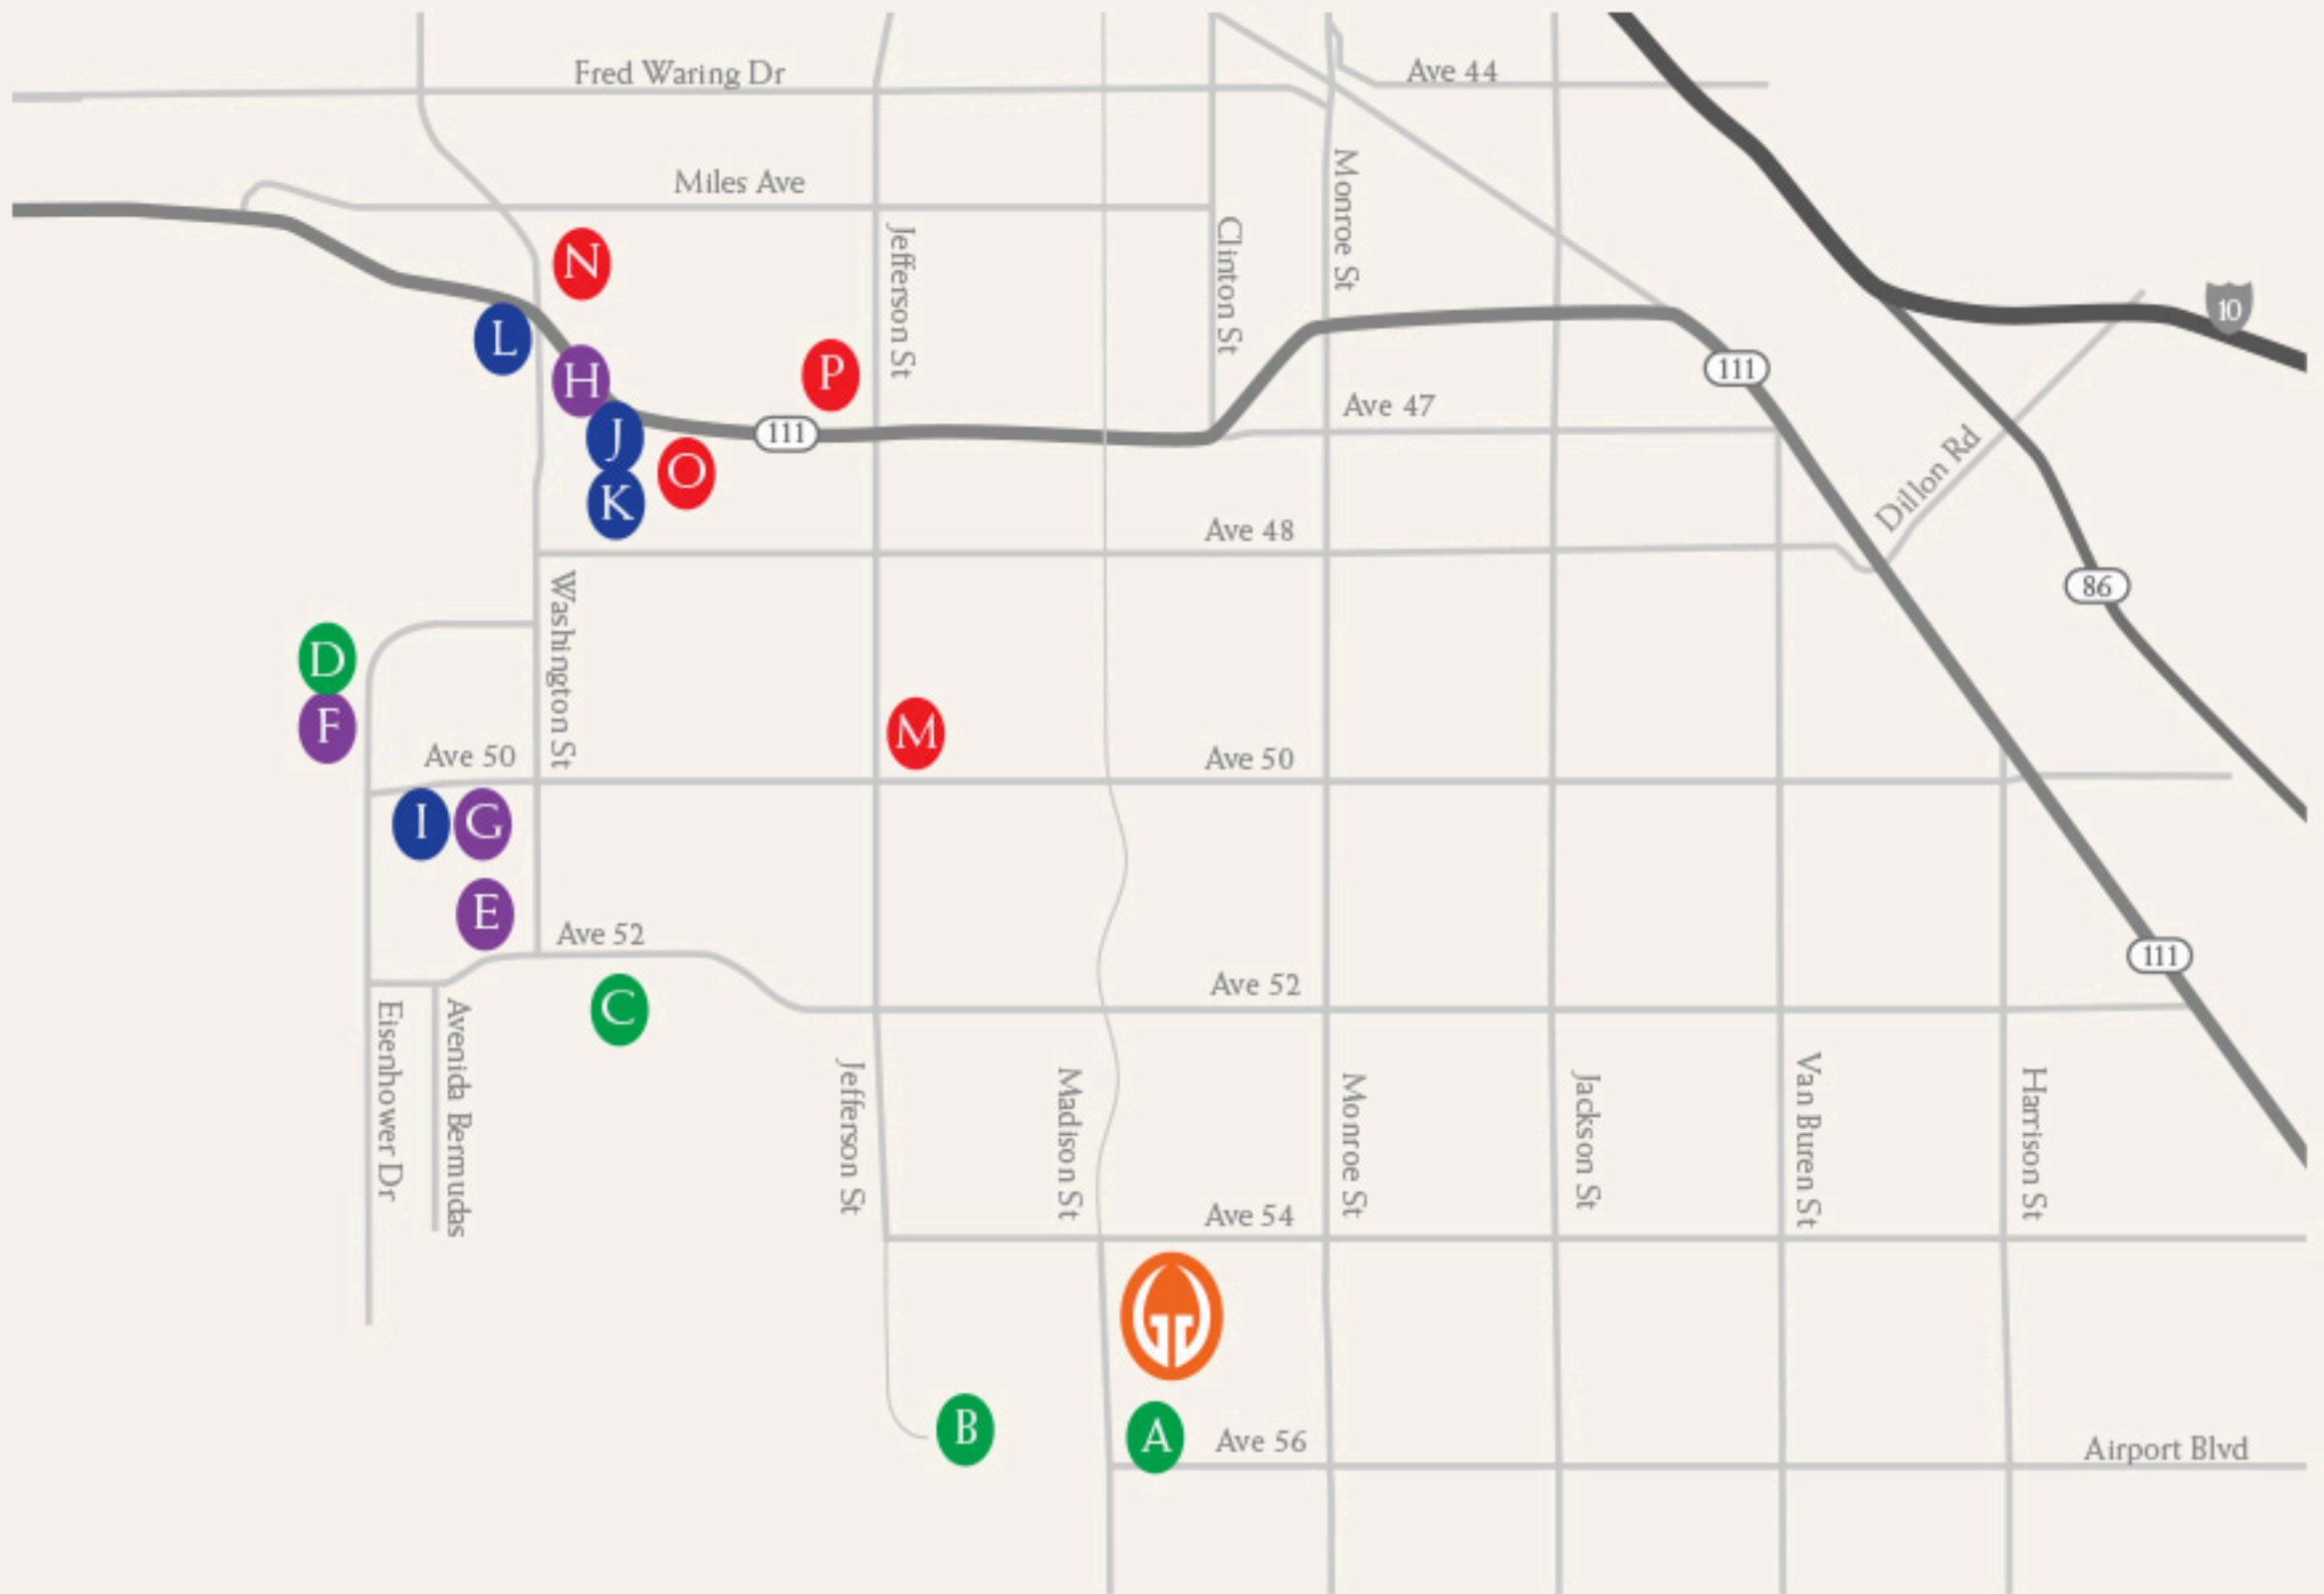 Ave 44
Fred Waring Dr
Miles Ave
Monroe St
Clinton St
Jefferson St
N
10
L
P
111
H
Ave 47
111
J
O
K
Dillon Rd
Ave 48
86
Washington St
D
F
M
Ave 50
Ave 50
I
G
E
Ave 52
111
Ave 52
C
Eisenhower Dr
Avenida Bermudas
Jefferson St
Madison St
Monroe St
Jackson St
Van Buren St
Harrison St
Ave 54
B
A
Ave 56
Airport Blvd